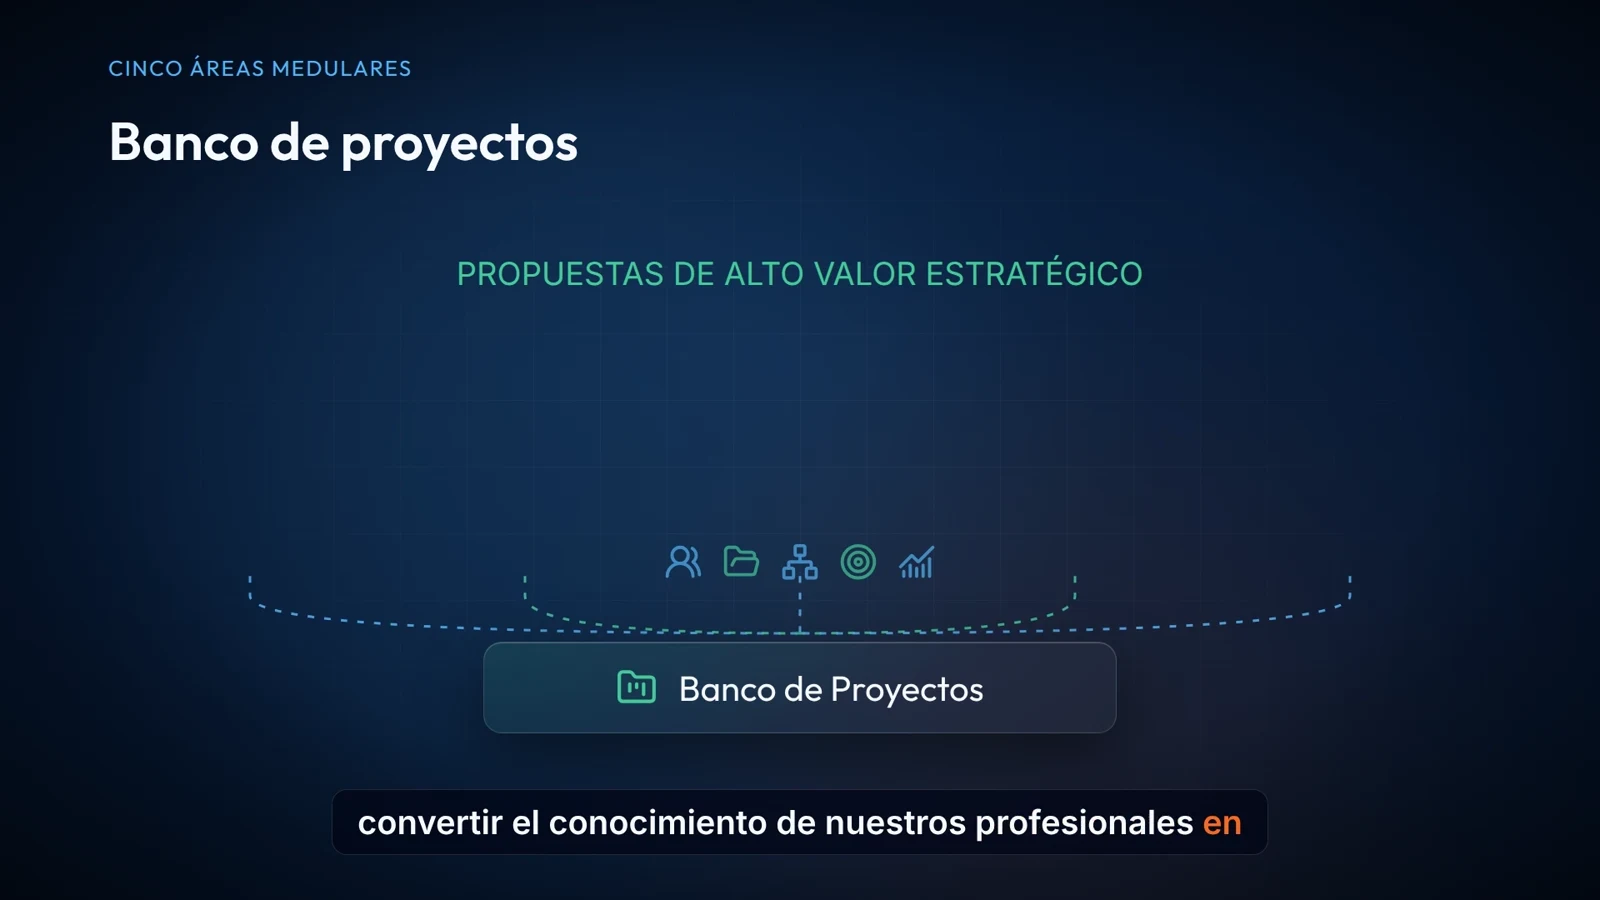 CINCO ÁREAS MEDULARES
Banco de proyectos
PROPUESTAS DE ALTO VALOR ESTRATÉGICO
Banco de Proyectos
convertir el conocimiento de nuestros profesionales en